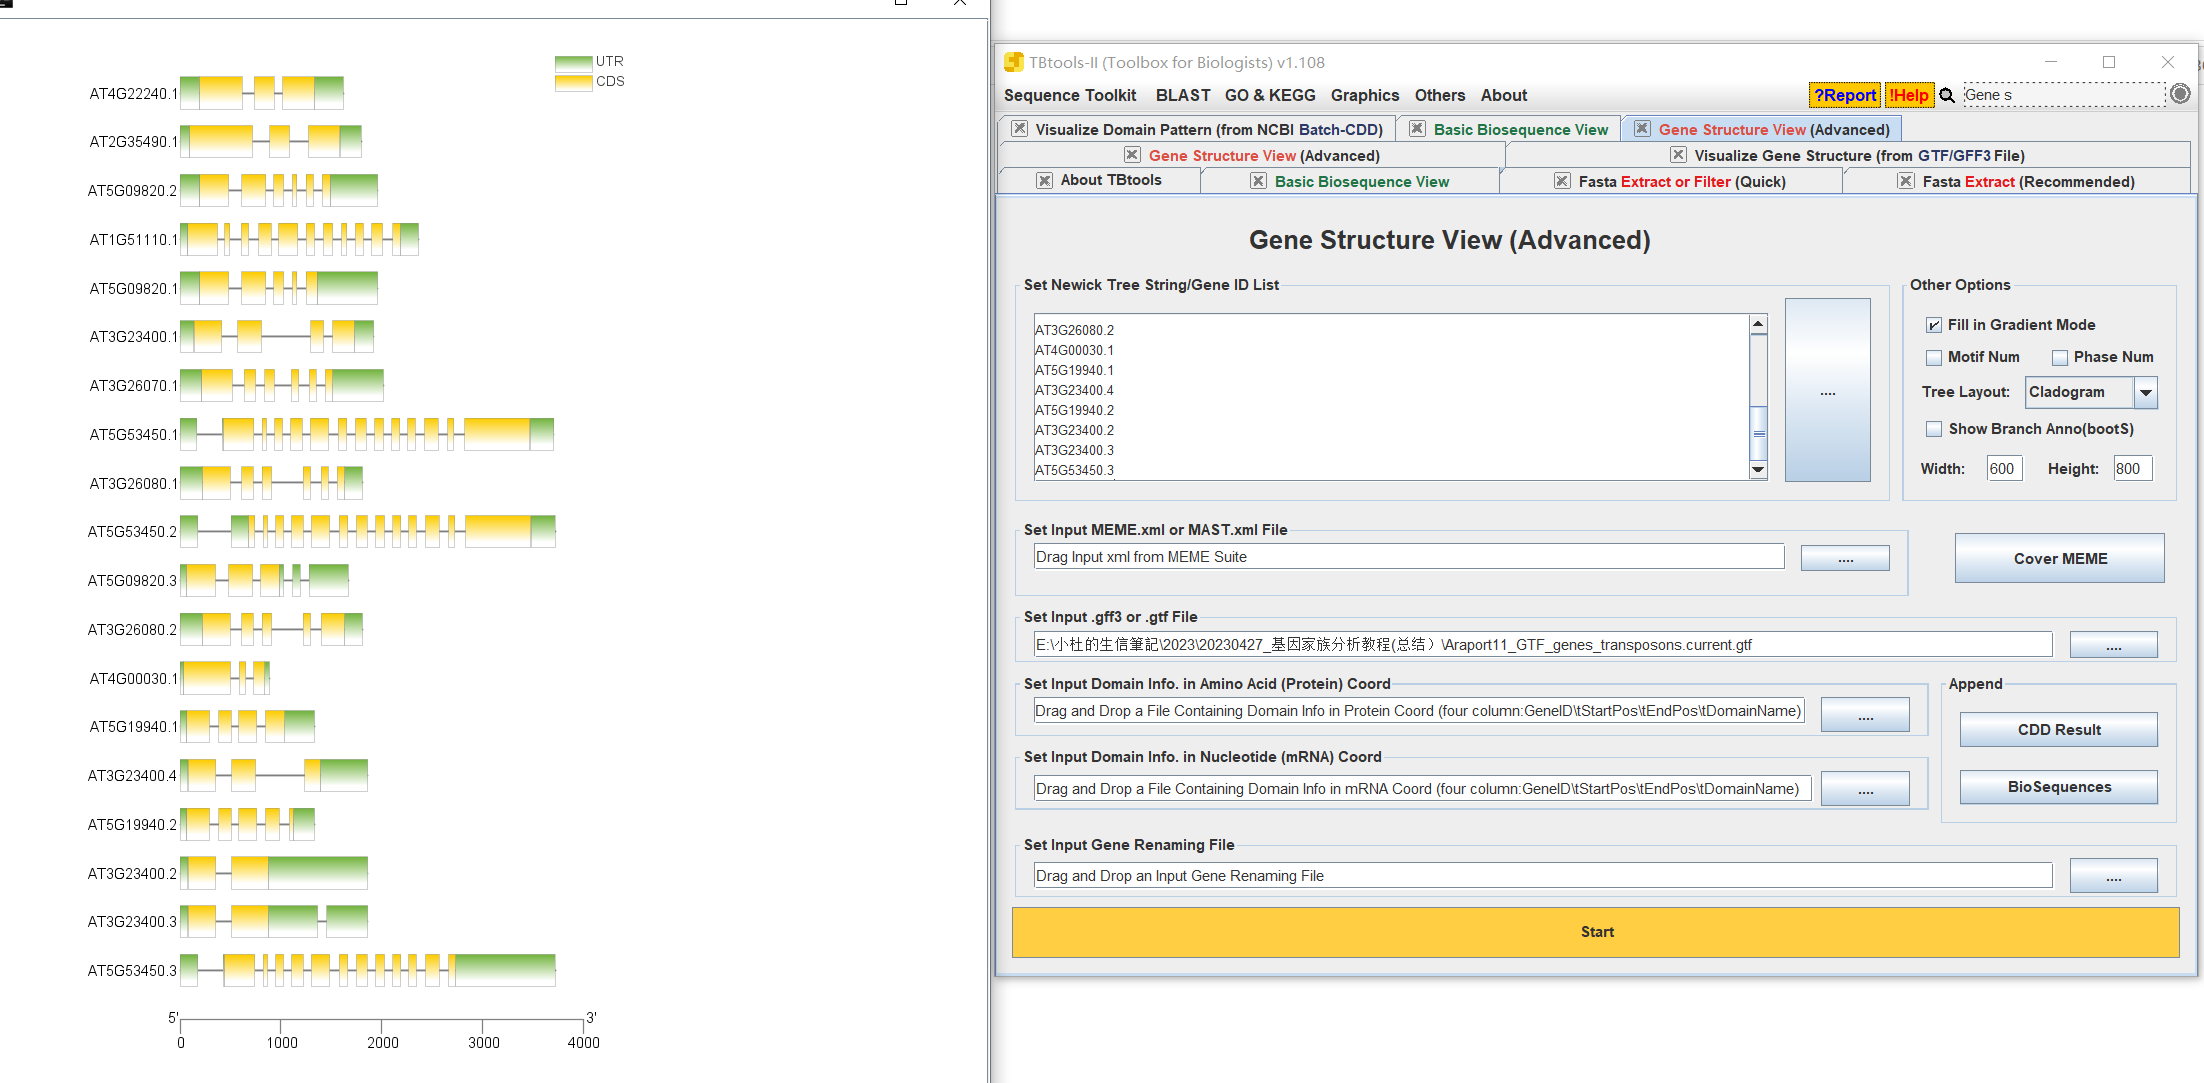 UTR
CDS
AT4G22240.1
AT2G35490.1
AT5G09820.2
AT1G51110.1
AT5G09820.1
AT3G23400.1
AT3G26070.1
AT5G53450.1
AT3G26080.1
AT5G53450.2
AT5G09820.3
AT3G26080.2
AT4G00030.1
AT5G19940.1
AT3G23400.4
AT5G19940.2
AT3G23400.2
AT3G23400.3
AT5G53450.3
5' 3'
0 1000 2000 3000 4000
TBtools-II (Toolbox for Biologists) v1.108
Sequence Toolkit BLAST GO & KEGG Graphics Others About ?Report !Help Gene s
Visualize Domain Pattern (from NCBI Batch-CDD) Basic Biosequence View Gene Structure View (Advanced)
Gene Structure View (Advanced) Visualize Gene Structure (from GTF/GFF3 File)
About TBtools Basic Biosequence View Fasta Extract or Filter (Quick) Fasta Extract (Recommended)
Gene Structure View (Advanced)
Set Newick Tree String/Gene ID List
AT3G26080.2
AT4G00030.1
AT5G19940.1
AT3G23400.4
AT5G19940.2
AT3G23400.2
AT3G23400.3
AT5G53450.3
....
Other Options
Fill in Gradient Mode
Motif Num Phase Num
Tree Layout: Cladogram
Show Branch Anno(bootS)
Width: 600 Height: 800
Set Input MEME.xml or MAST.xml File
Drag Input xml from MEME Suite ....
Cover MEME
Set Input .gff3 or .gtf File
E:\小杜的生信筆記\2023\20230427_基因家族分析教程(总结）\Araport11_GTF_genes_transposons.current.gtf ....
Set Input Domain Info. in Amino Acid (Protein) Coord
Drag and Drop a File Containing Domain Info in Protein Coord (four column:GeneID\tStartPos\tEndPos\tDomainName) ....
Set Input Domain Info. in Nucleotide (mRNA) Coord
Drag and Drop a File Containing Domain Info in mRNA Coord (four column:GeneID\tStartPos\tEndPos\tDomainName) ....
Append
CDD Result
BioSequences
Set Input Gene Renaming File
Drag and Drop an Input Gene Renaming File ....
Start